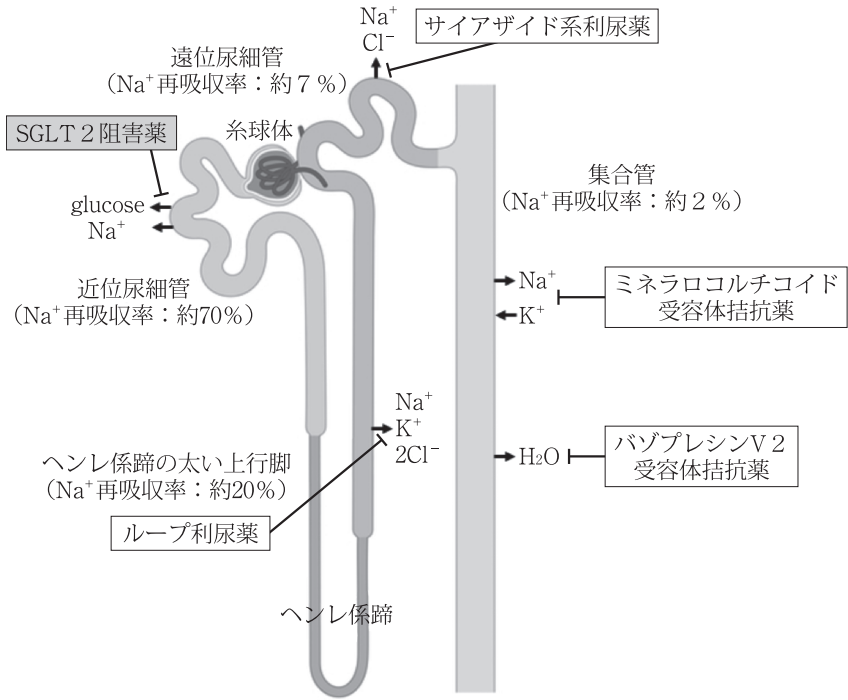 Na⁺
Cl⁻
サイアザイド系利尿薬
遠位尿細管
（Na⁺再吸収率：約７％）
SGLT２阻害薬
糸球体
glucose
Na⁺
近位尿細管
（Na⁺再吸収率：約70％）
集合管
（Na⁺再吸収率：約２％）
Na⁺
K⁺
ミネラロコルチコイド
受容体拮抗薬
Na⁺
K⁺
2Cl⁻
ヘンレ係蹄の太い上行脚
（Na⁺再吸収率：約20％）
ループ利尿薬
H₂O
バゾプレシンV２
受容体拮抗薬
ヘンレ係蹄